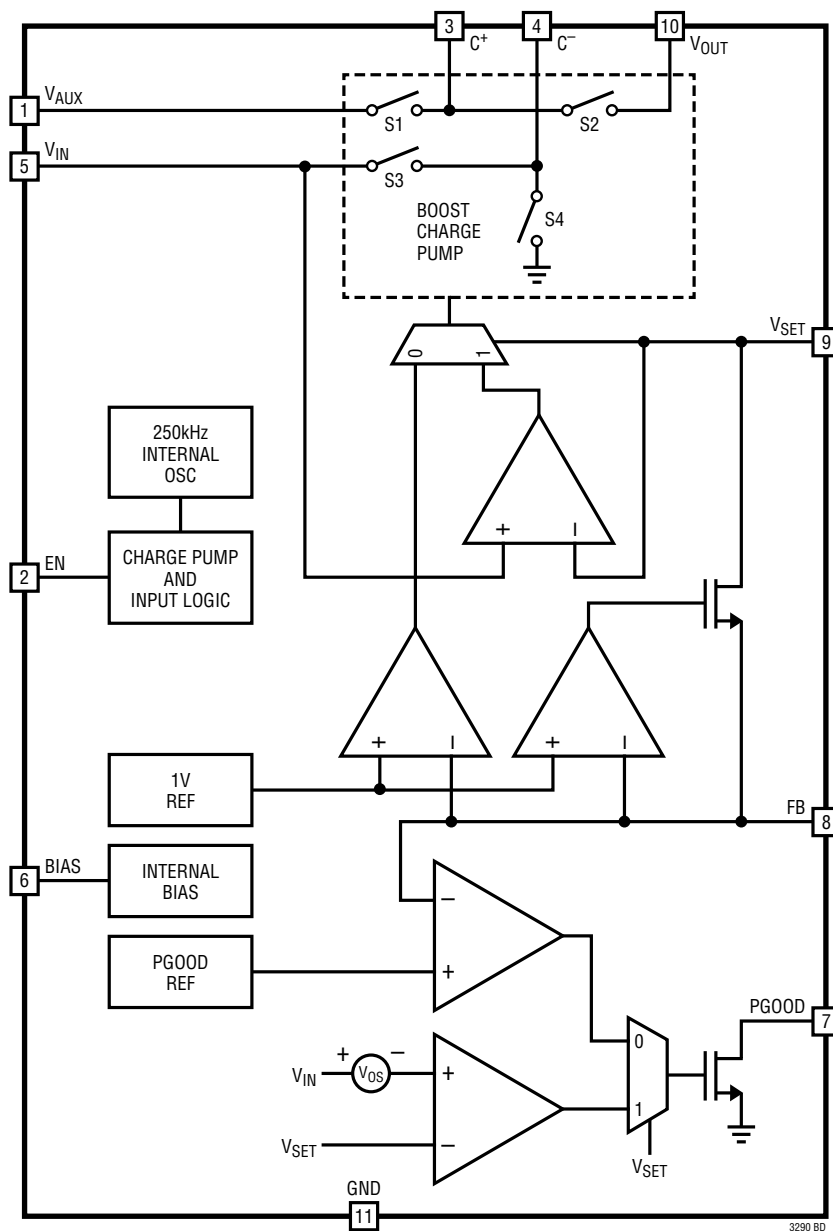 3
C+
4
C−
10
VOUT
1
VAUX
S1
S2
5
VIN
S3
BOOST
CHARGE
PUMP
S4
VSET
9
0
1
250kHz
INTERNAL
OSC
+
−
2
EN
CHARGE PUMP
AND
INPUT LOGIC
+
−
+
−
1V
REF
FB
8
6
BIAS
INTERNAL
BIAS
−
PGOOD
REF
+
PGOOD
7
0
VIN
+
VOS
−
+
1
VSET
−
VSET
GND
11
3290 BD